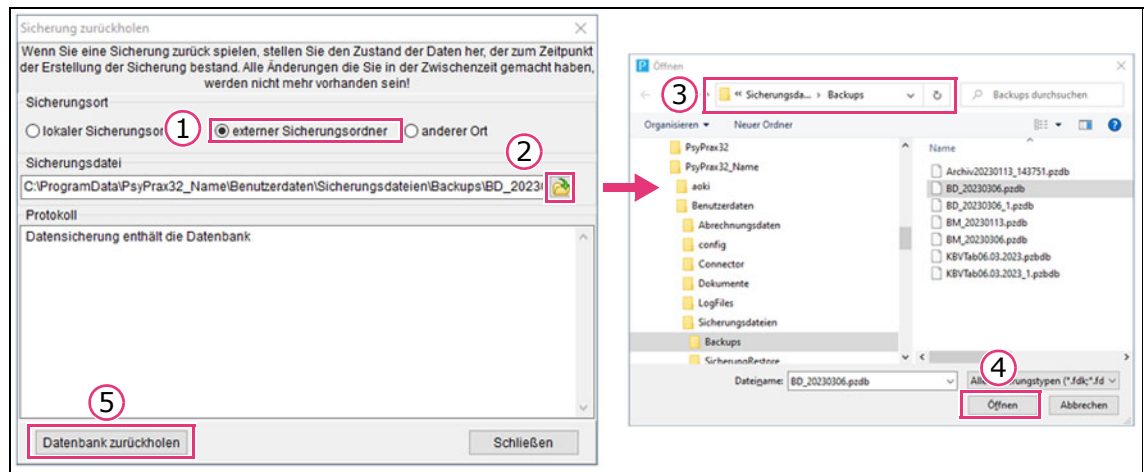 Sicherung zurückholen
Wenn Sie eine Sicherung zurück spielen, stellen Sie den Zustand der Daten her, der zum Zeitpunkt
der Erstellung der Sicherung bestand. Alle Änderungen die Sie in der Zwischenzeit gemacht haben,
werden nicht mehr vorhanden sein!
Sicherungsort
lokaler Sicherungsor 1 externer Sicherungsordner anderer Ort
2
Sicherungsdatei
C:\ProgramData\PsyPrax32_Name\Benutzerdaten\Sicherungsdateien\Backups\BD_2023
Protokoll
Datensicherung enthält die Datenbank
5
Datenbank zurückholen Schließen
Öffnen
3 « Sicherungsda... › Backups Backups durchsuchen
Organisieren Neuer Ordner
PsyPrax32
PsyPrax32_Name
aoki
Benutzerdaten
Abrechnungsdaten
config
Connector
Dokumente
LogFiles
Sicherungsdateien
Backups
SicherungRestore
Name
Archiv20230113_143751.pzdb
BD_20230306.pzdb
BD_20230306_1.pzdb
BM_20230113.pzdb
BM_20230306.pzdb
KBVTab06.03.2023.pzbdb
KBVTab06.03.2023_1.pzbdb
4
Dateiname: BD_20230306.pzdb ungstypen (*.fdk;*.fd
Öffnen Abbrechen